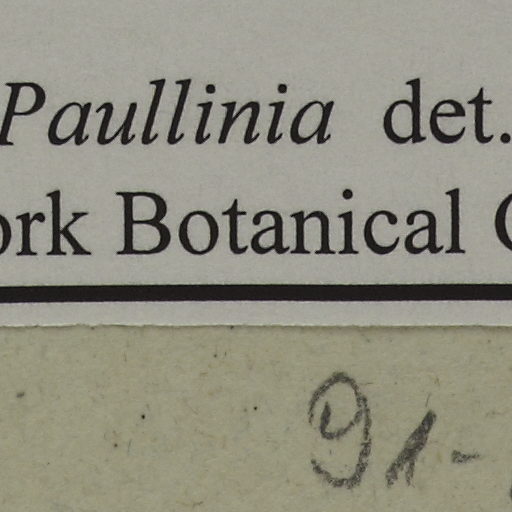 Paullinia det.
ork Botanical
91-